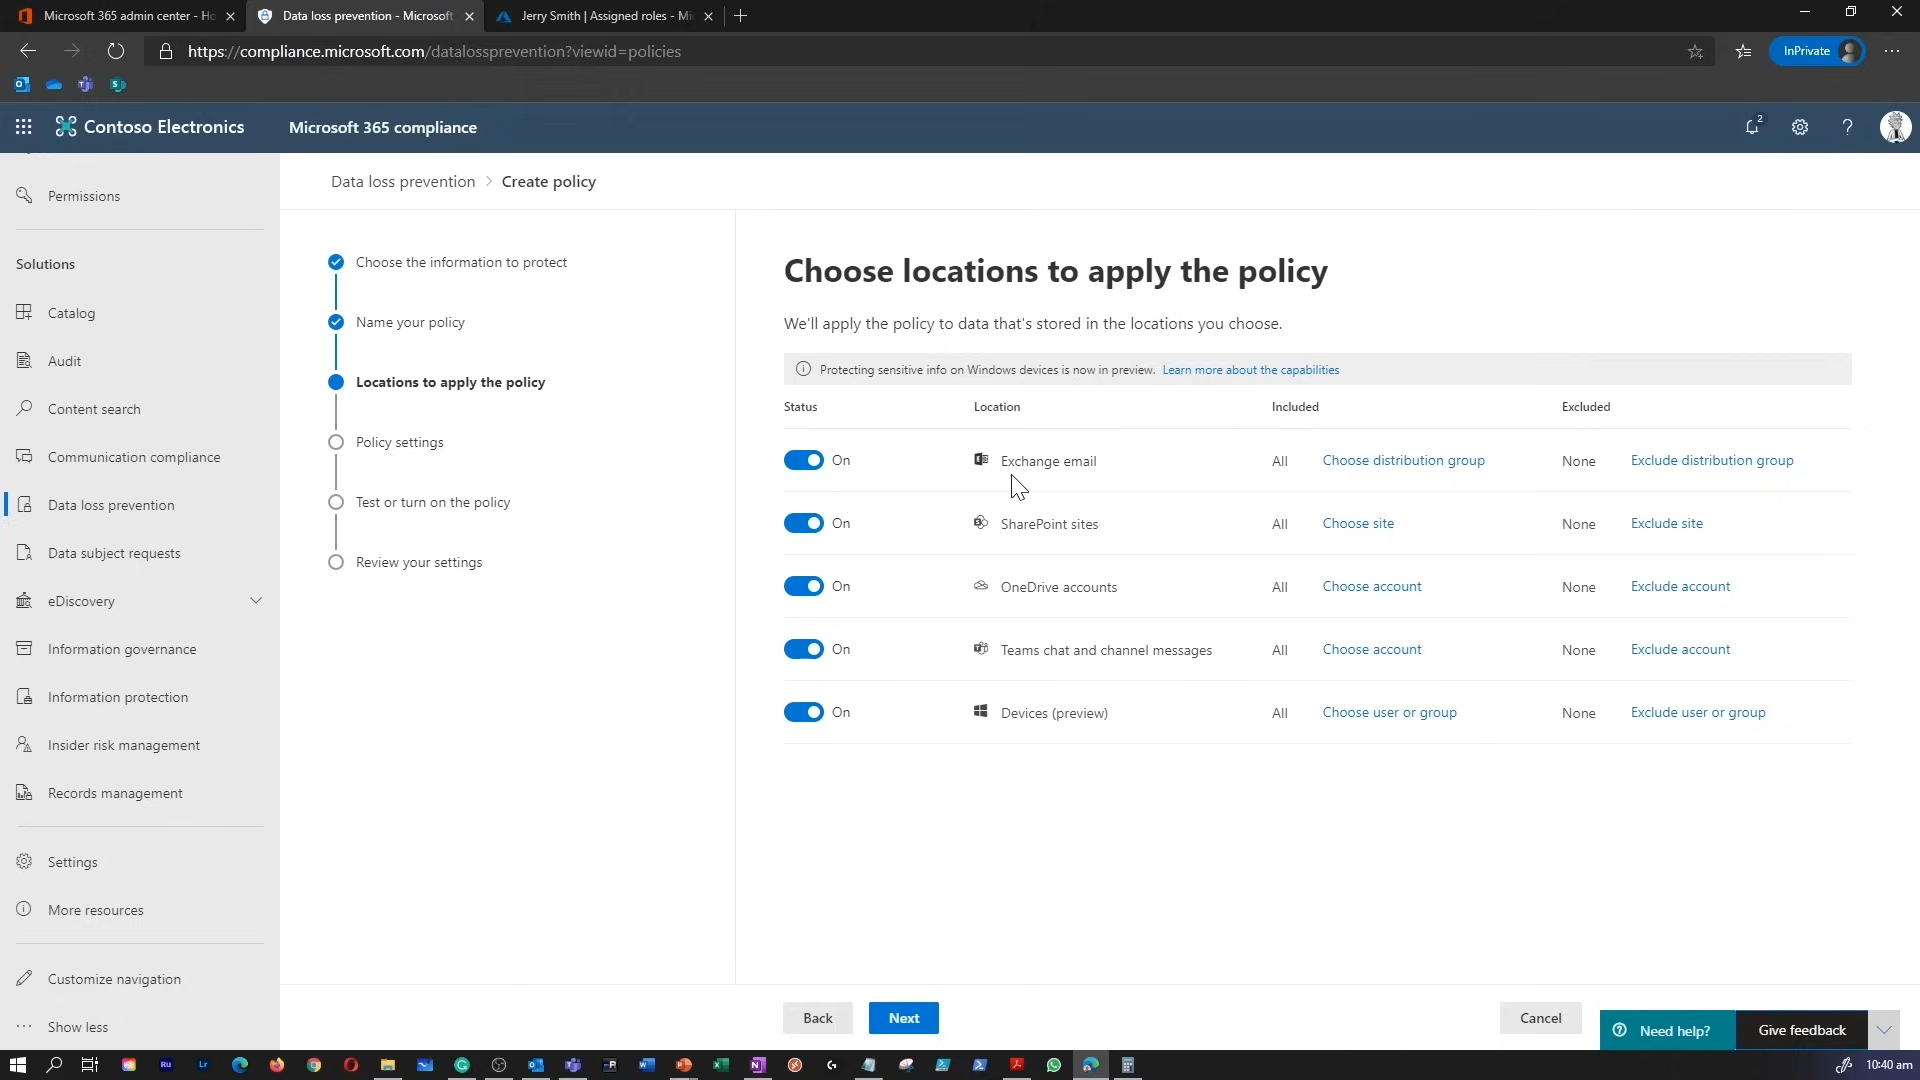 Microsoft 365 admin center - Ho
Data loss prevention - Microsoft
Jerry Smith | Assigned roles - Mi
https://compliance.microsoft.com/datalossprevention?viewid=policies
InPrivate
Contoso Electronics
Microsoft 365 compliance
2
Permissions
Solutions
Catalog
Audit
Content search
Communication compliance
Data loss prevention
Data subject requests
eDiscovery
Information governance
Information protection
Insider risk management
Records management
Settings
More resources
Customize navigation
Show less
Data loss prevention > Create policy
Choose the information to protect
Name your policy
Locations to apply the policy
Policy settings
Test or turn on the policy
Review your settings
Choose locations to apply the policy
We'll apply the policy to data that's stored in the locations you choose.
Protecting sensitive info on Windows devices is now in preview. Learn more about the capabilities
Status Location Included Excluded
On Exchange email All Choose distribution group None Exclude distribution group
On SharePoint sites All Choose site None Exclude site
On OneDrive accounts All Choose account None Exclude account
On Teams chat and channel messages All Choose account None Exclude account
On Devices (preview) All Choose user or group None Exclude user or group
Back Next Cancel
Need help? Give feedback
10:40 am